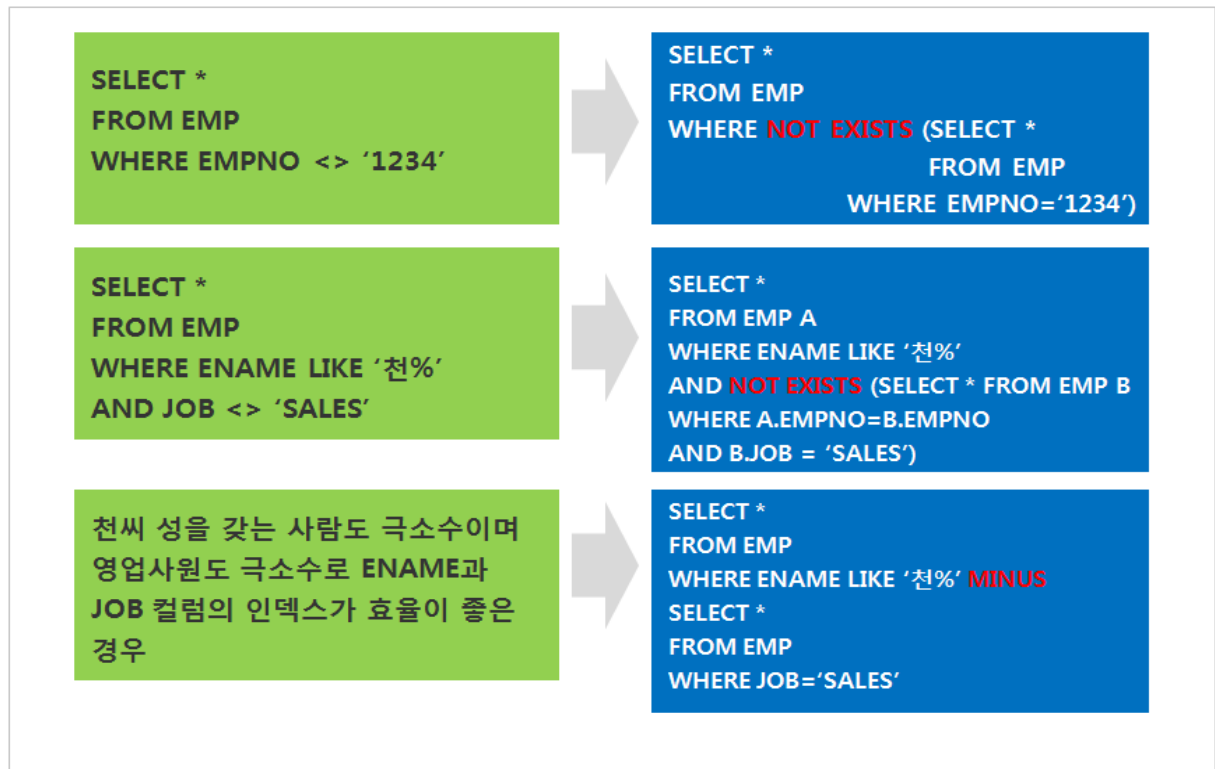 SELECT *
FROM EMP
WHERE EMPNO <> ‘1234’
SELECT *
FROM EMP
WHERE NOT EXISTS (SELECT *
FROM EMP
WHERE EMPNO=‘1234’)
SELECT *
FROM EMP
WHERE ENAME LIKE ‘천%’
AND JOB <> ‘SALES’
SELECT *
FROM EMP A
WHERE ENAME LIKE ‘천%’
AND NOT EXISTS (SELECT * FROM EMP B
WHERE A.EMPNO=B.EMPNO
AND B.JOB = ‘SALES’)
천씨 성을 갖는 사람도 극소수이며
영업사원도 극소수로 ENAME과
JOB 컬럼의 인덱스가 효율이 좋은
경우
SELECT *
FROM EMP
WHERE ENAME LIKE ‘천%’ MINUS
SELECT *
FROM EMP
WHERE JOB=‘SALES’